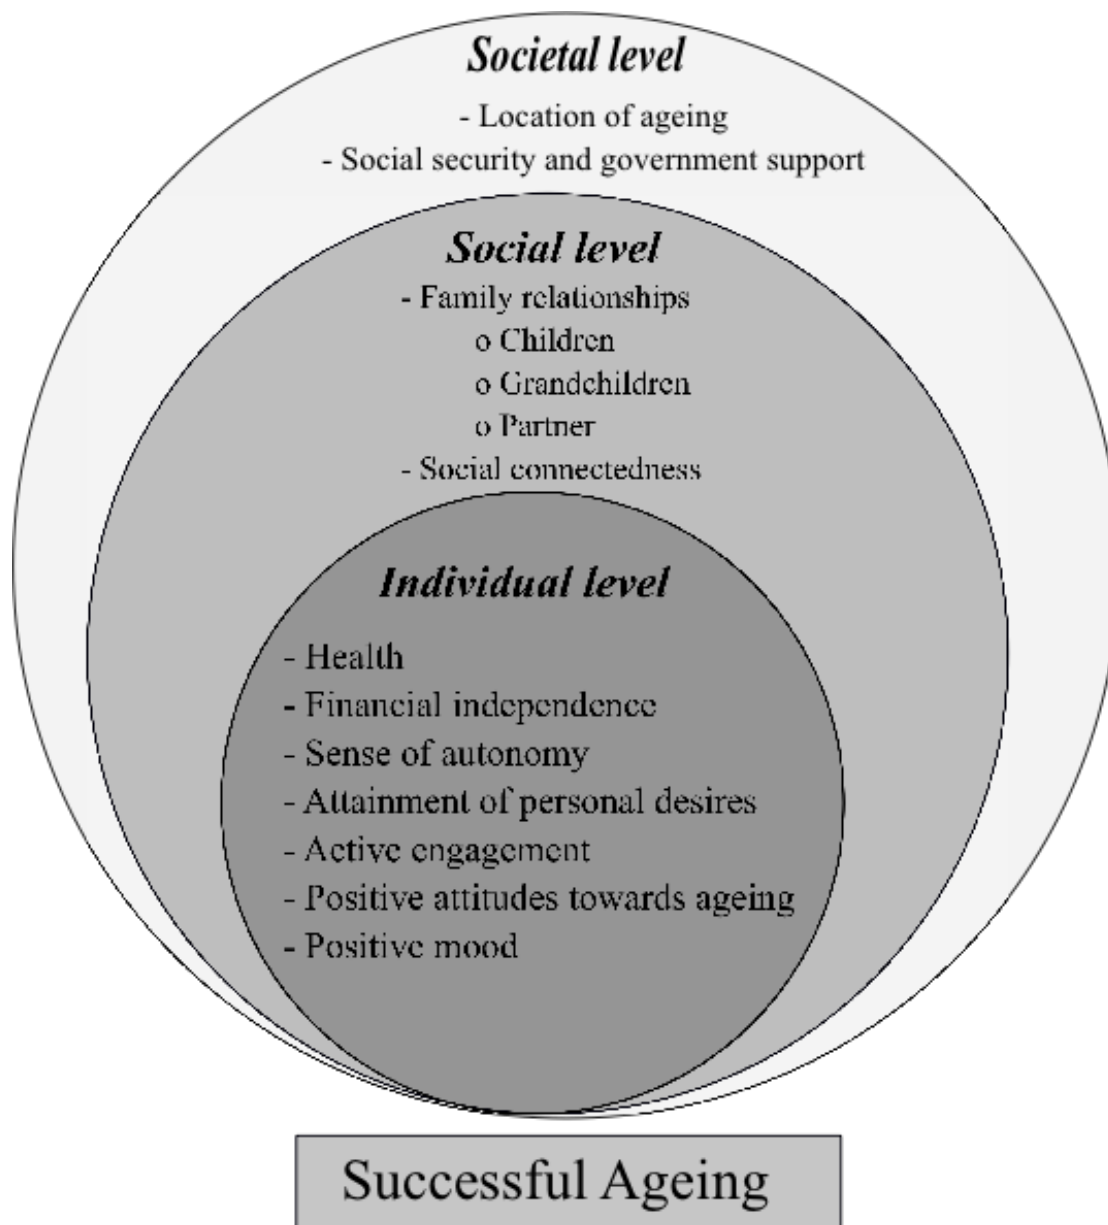 Societal level
- Location of ageing
- Social security and government support
Social level
- Family relationships
o Children
o Grandchildren
o Partner
- Social connectedness
Individual level
- Health
- Financial independence
- Sense of autonomy
- Attainment of personal desires
- Active engagement
- Positive attitudes towards ageing
- Positive mood
Successful Ageing